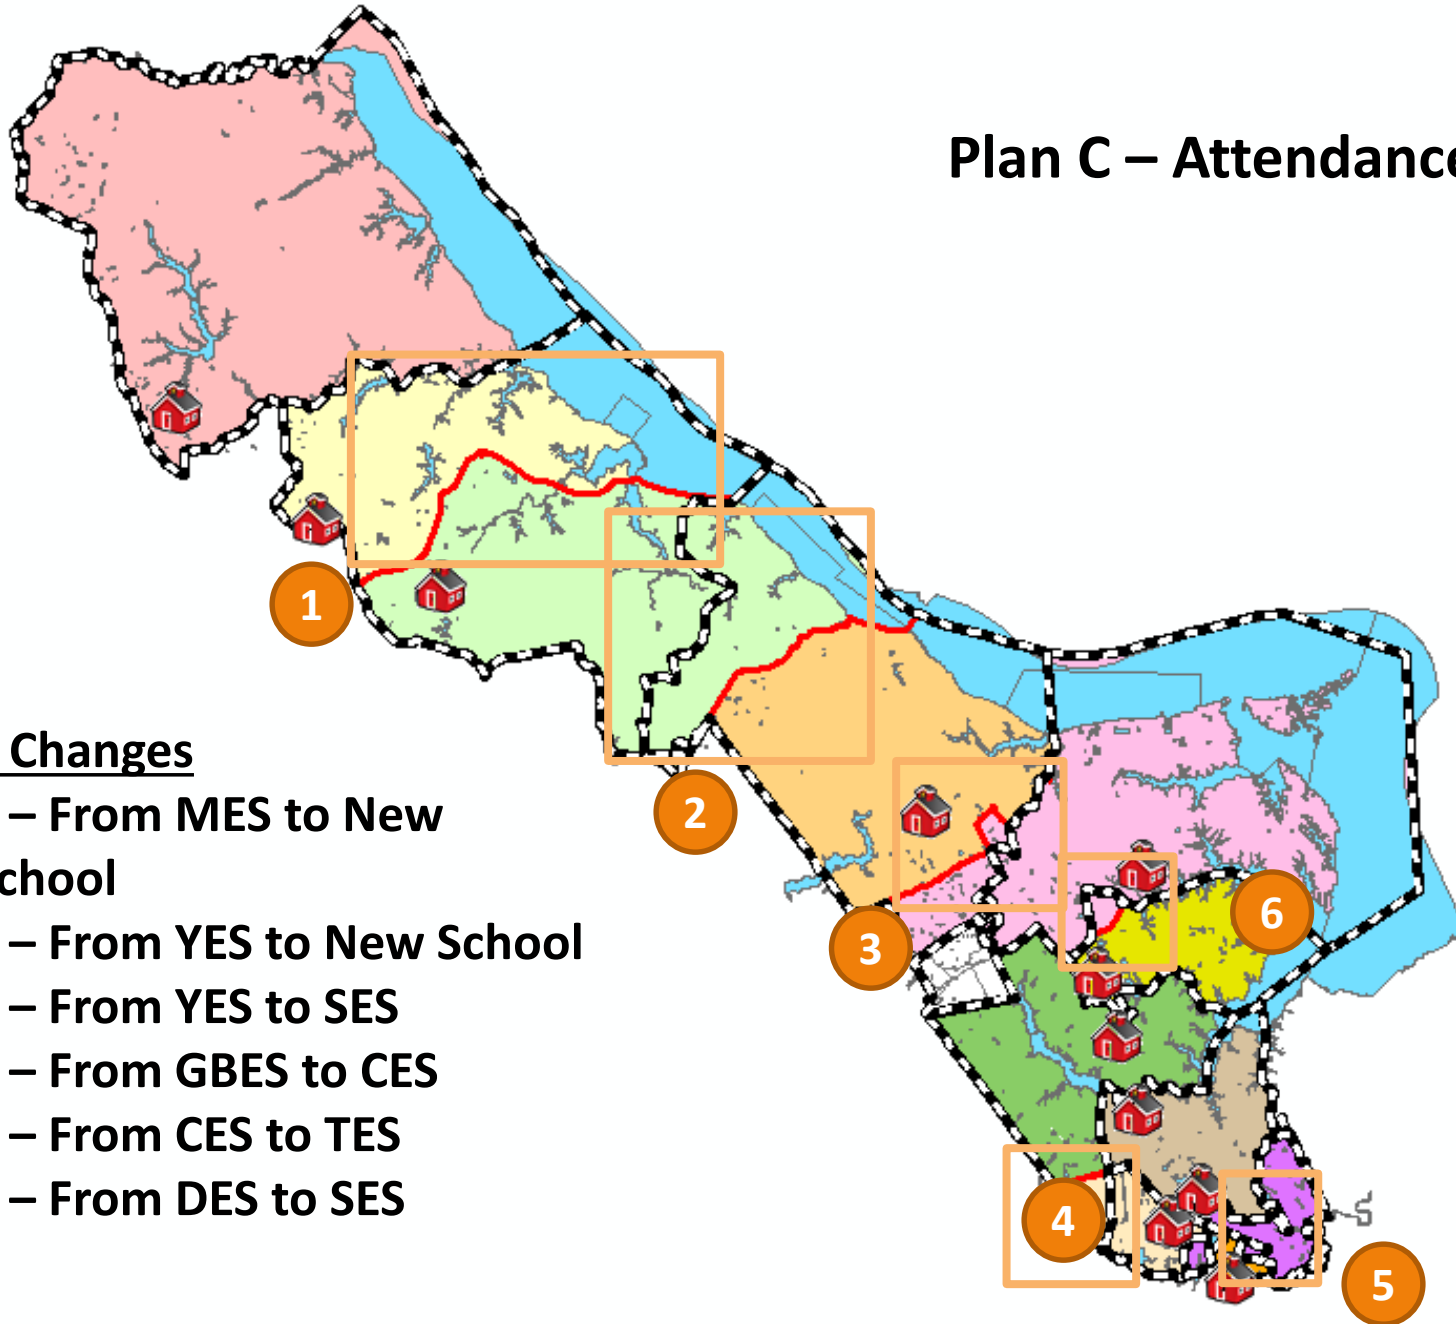 Plan C – Attendance
Changes
– From MES to New
chool
– From YES to New School
– From YES to SES
– From GBES to CES
– From CES to TES
– From DES to SES
1
2
3
6
4
5